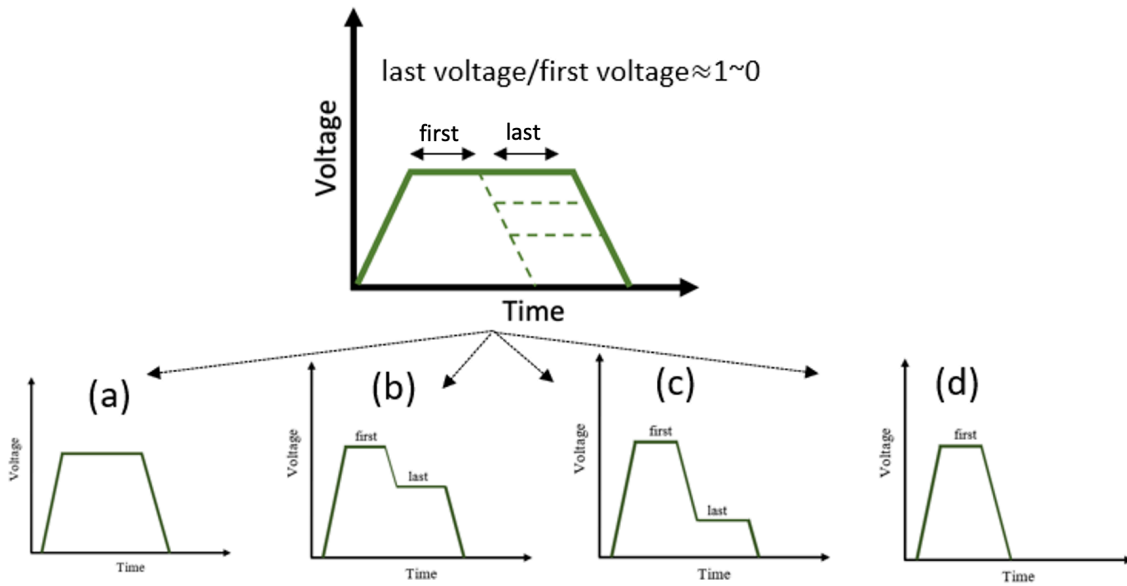 last voltage/first voltage≈1~0
first
last
Voltage
Time
(a)
Voltage
Time
(b)
first
last
Voltage
Time
(c)
first
last
Voltage
Time
(d)
first
Voltage
Time